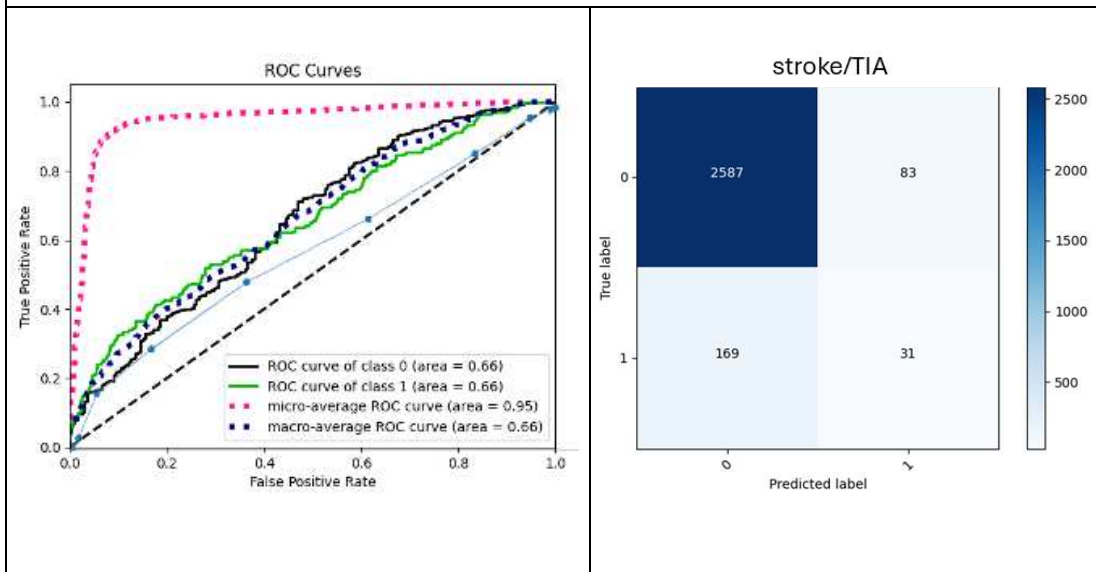 ROC Curves
True Positive Rate
1.0
0.8
0.6
0.4
0.2
0.0
0.0 0.2 0.4 0.6 0.8 1.0
False Positive Rate
ROC curve of class 0 (area = 0.66)
ROC curve of class 1 (area = 0.66)
micro-average ROC curve (area = 0.95)
macro-average ROC curve (area = 0.66)
stroke/TIA
True label
0
1
2587 83
169 31
0 1
Predicted label
2500
2000
1500
1000
500